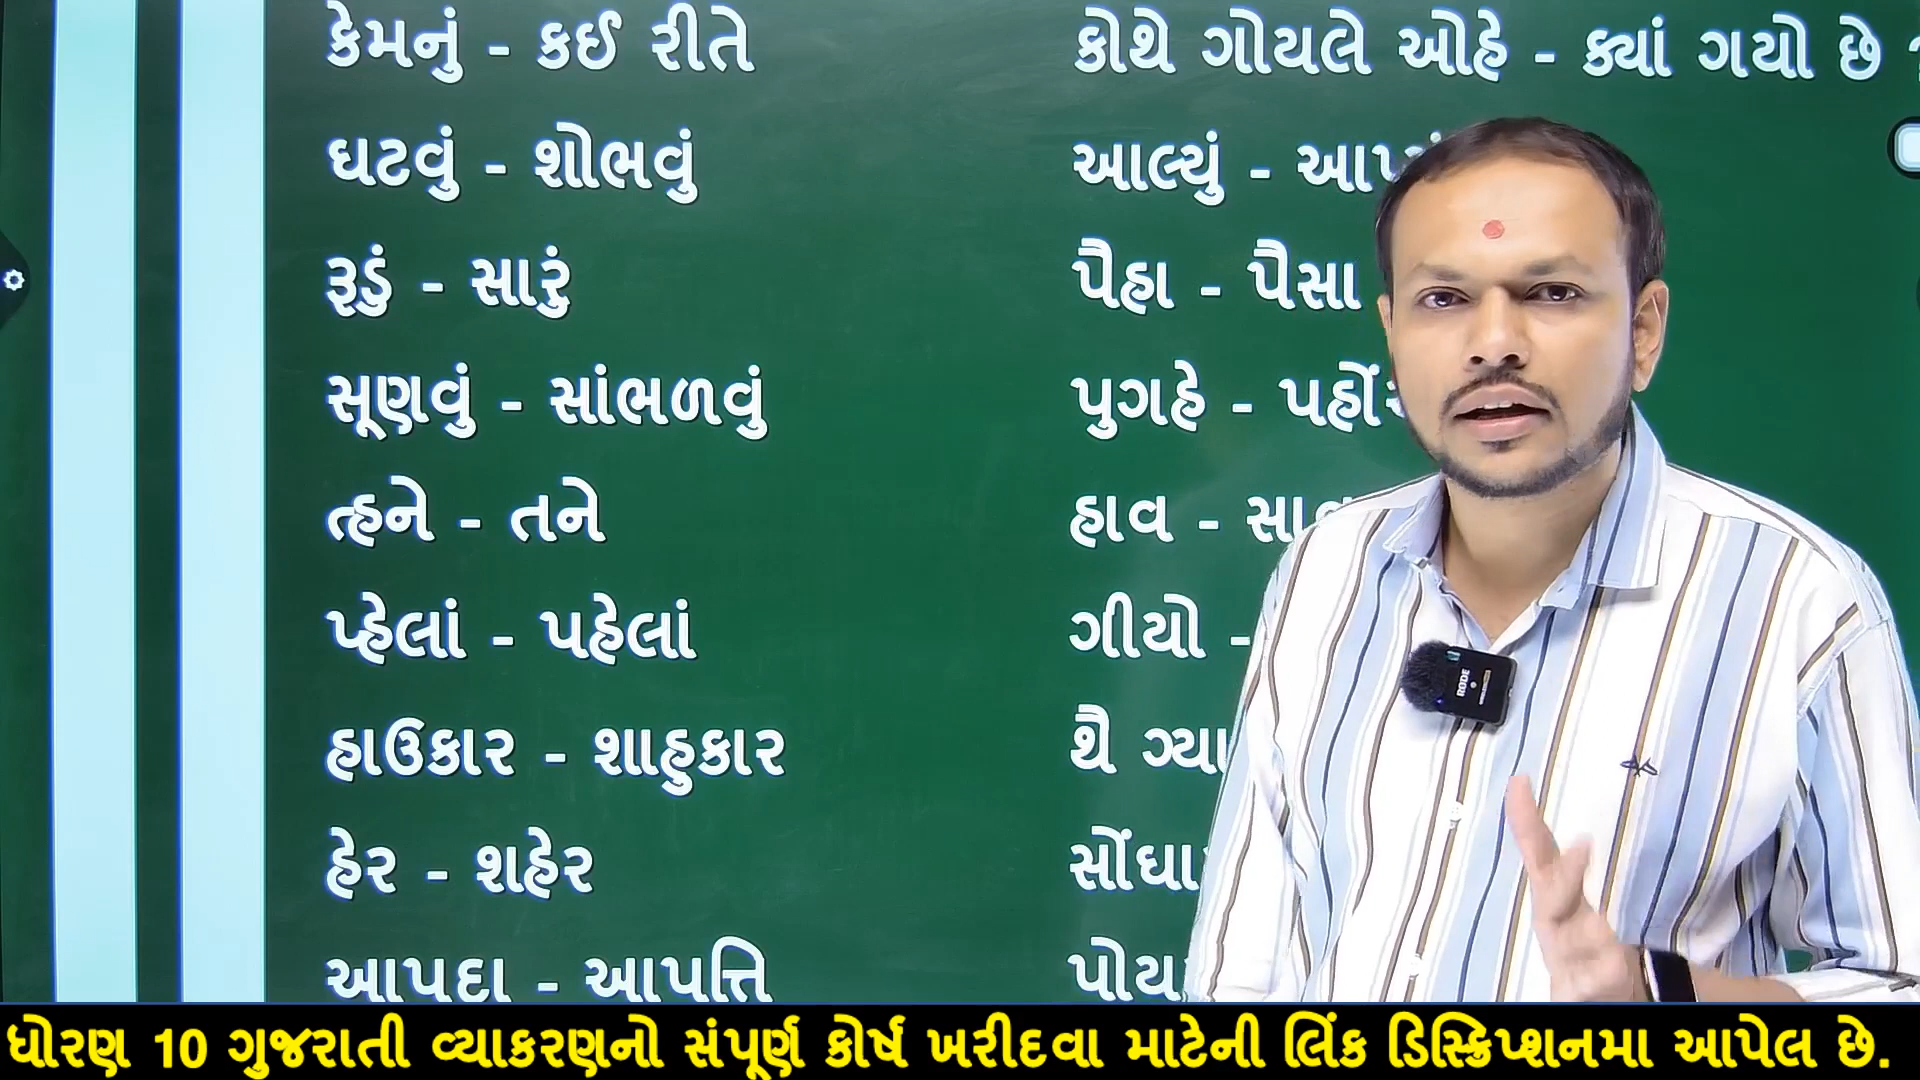 કેમનું - કઈ રીતે
ઘટવું - શોભવું
રૂડું - સારું
સૂણવું - સાંભળવું
ત્હને - તને
પ્હેલાં - પહેલાં
હાઉકાર - શાહુકાર
હેર - શહેર
આપદા - આપત્તિ
કોથે ગોયલે ઓહે - ક્યાં ગયો છે ?
આલ્યું -
પૈહા - પૈસા
પુગહે -
હાવ -
ગીયો -
થૈ
RODE
ધોરણ 10 ગુજરાતી વ્યાકરણનો સંપૂર્ણ કોર્ષ ખરીદવા માટેની લિંક ડિસ્ક્રિપ્શનમા આપેલ છે.